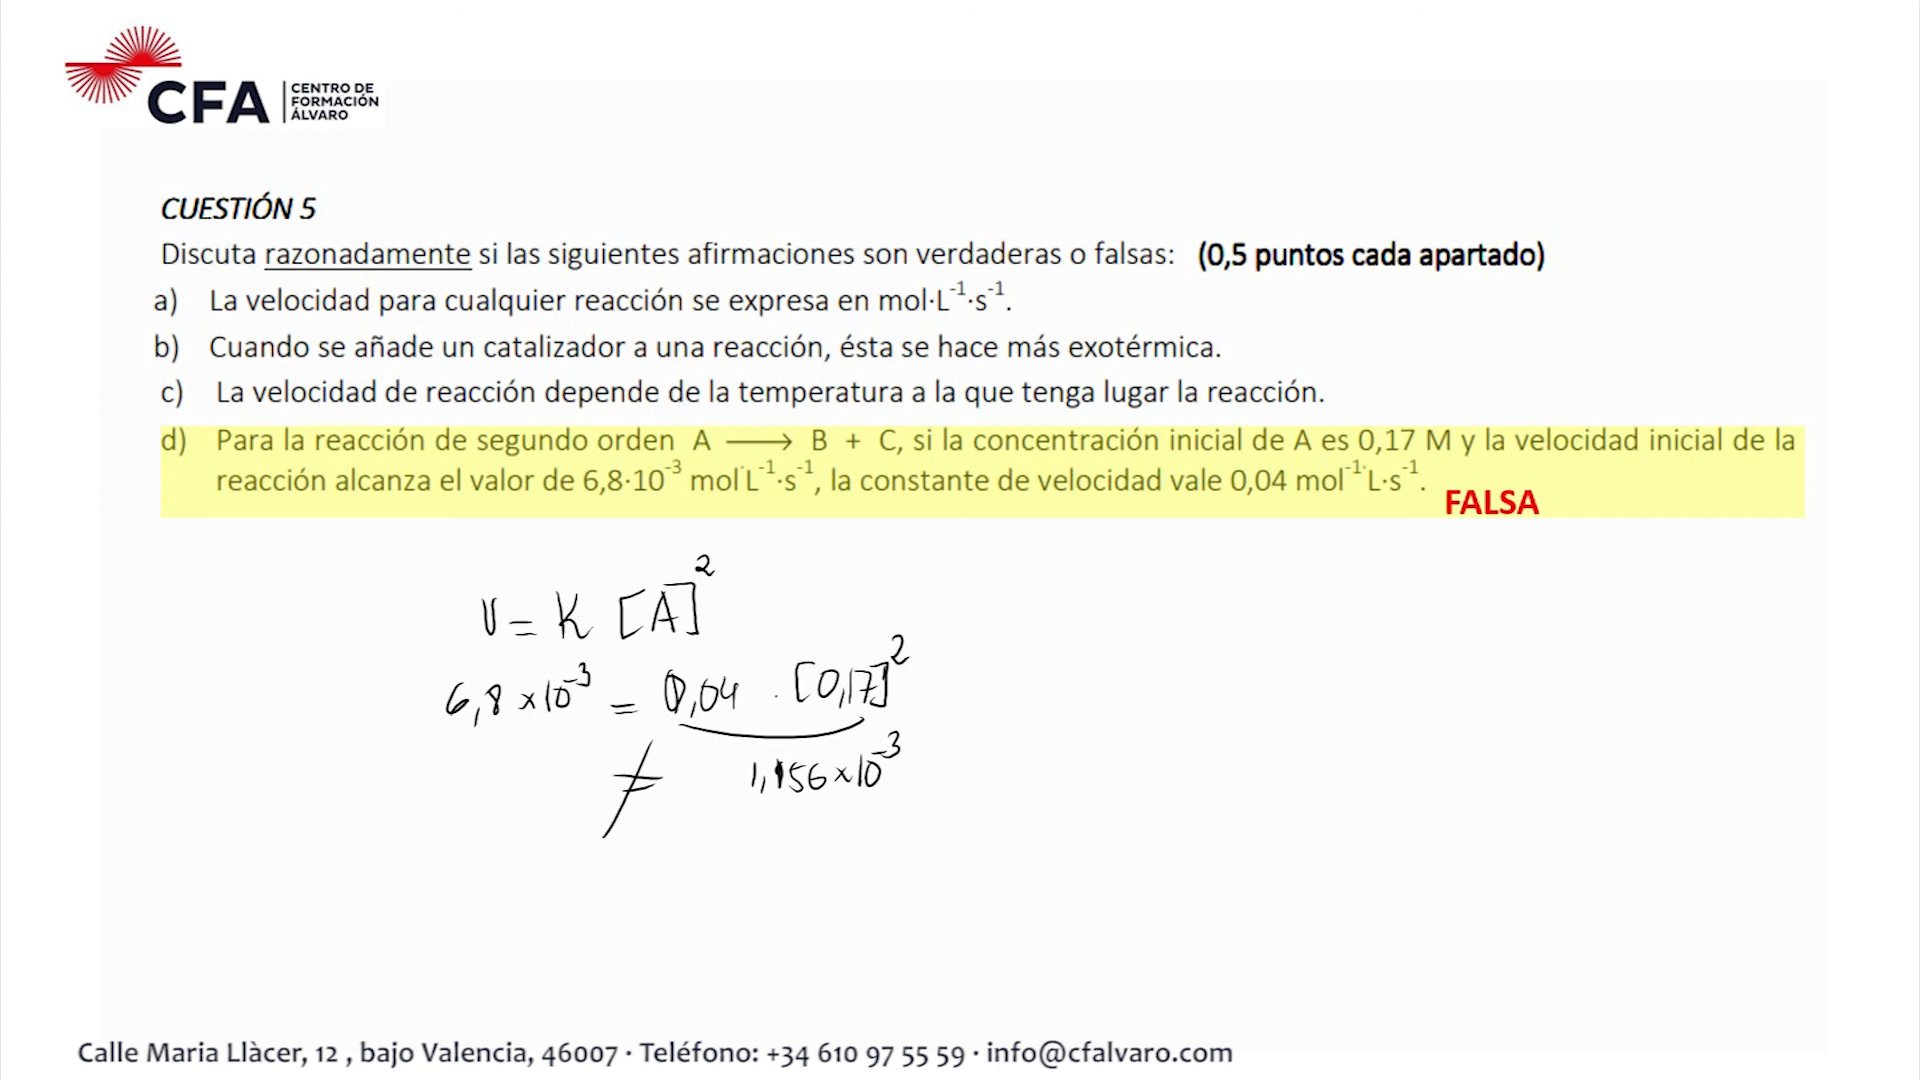 CFA
CENTRO DE
FORMACIÓN
ÁLVARO
CUESTIÓN 5
Discuta razonadamente si las siguientes afirmaciones son verdaderas o falsas: (0,5 puntos cada apartado)
a) La velocidad para cualquier reacción se expresa en mol·L⁻¹·s⁻¹.
b) Cuando se añade un catalizador a una reacción, ésta se hace más exotérmica.
c) La velocidad de reacción depende de la temperatura a la que tenga lugar la reacción.
d) Para la reacción de segundo orden A ⟶ B + C, si la concentración inicial de A es 0,17 M y la velocidad inicial de la
reacción alcanza el valor de 6,8·10⁻³ mol·L⁻¹·s⁻¹, la constante de velocidad vale 0,04 mol⁻¹·L·s⁻¹.
FALSA
v = K [A]²
6,8 × 10⁻³ = 0,04 · [0,17]²
≠ 1,156 × 10⁻³
Calle Maria Llàcer, 12 , bajo Valencia, 46007 · Teléfono: +34 610 97 55 59 · info@cfalvaro.com